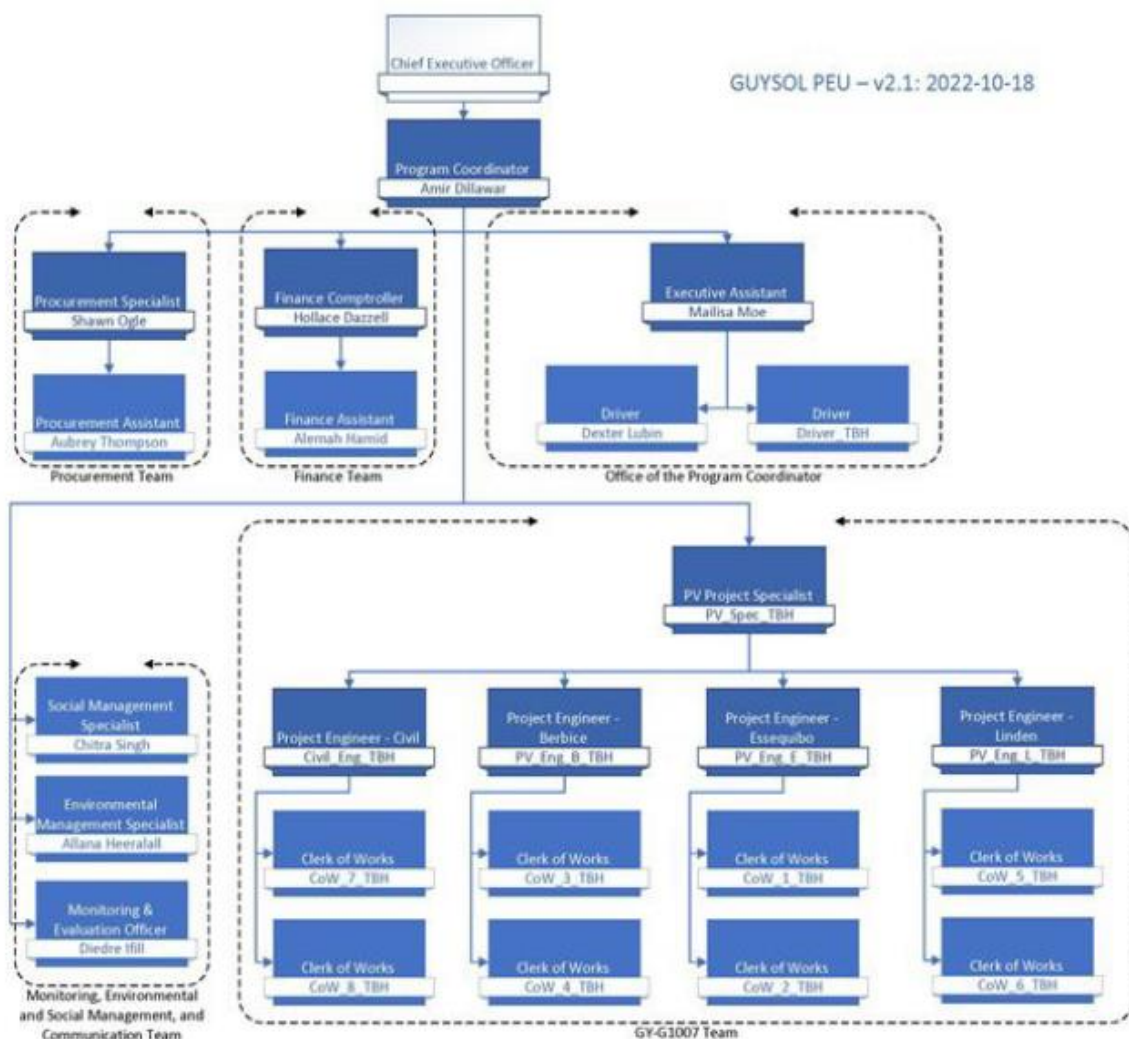 Chief Executive Officer
GUYSOL PEU – v2.1: 2022-10-18
Program Coordinator
Amir Dillawar
Procurement Specialist
Shawn Ogle
Finance Comptroller
Hollace Dazzell
Executive Assistant
Mailisa Moe
Procurement Assistant
Aubrey Thompson
Finance Assistant
Alemah Hamid
Driver
Dexter Lubin
Driver
Driver_TBH
Procurement Team
Finance Team
Office of the Program Coordinator
PV Project Specialist
PV_Spec_TBH
Social Management
Specialist
Chitra Singh
Environmental
Management Specialist
Allana Heeralall
Monitoring &
Evaluation Officer
Diedre Ifill
Monitoring, Environmental
and Social Management, and
Communication Team
Project Engineer - Civil
Civil_Eng_TBH
Clerk of Works
CoW_7_TBH
Clerk of Works
CoW_8_TBH
Project Engineer -
Berbice
PV_Eng_B_TBH
Clerk of Works
CoW_3_TBH
Clerk of Works
CoW_4_TBH
Project Engineer -
Essequibo
PV_Eng_E_TBH
Clerk of Works
CoW_1_TBH
Clerk of Works
CoW_2_TBH
Project Engineer -
Linden
PV_Eng_L_TBH
Clerk of Works
CoW_5_TBH
Clerk of Works
CoW_6_TBH
GY-G1007 Team